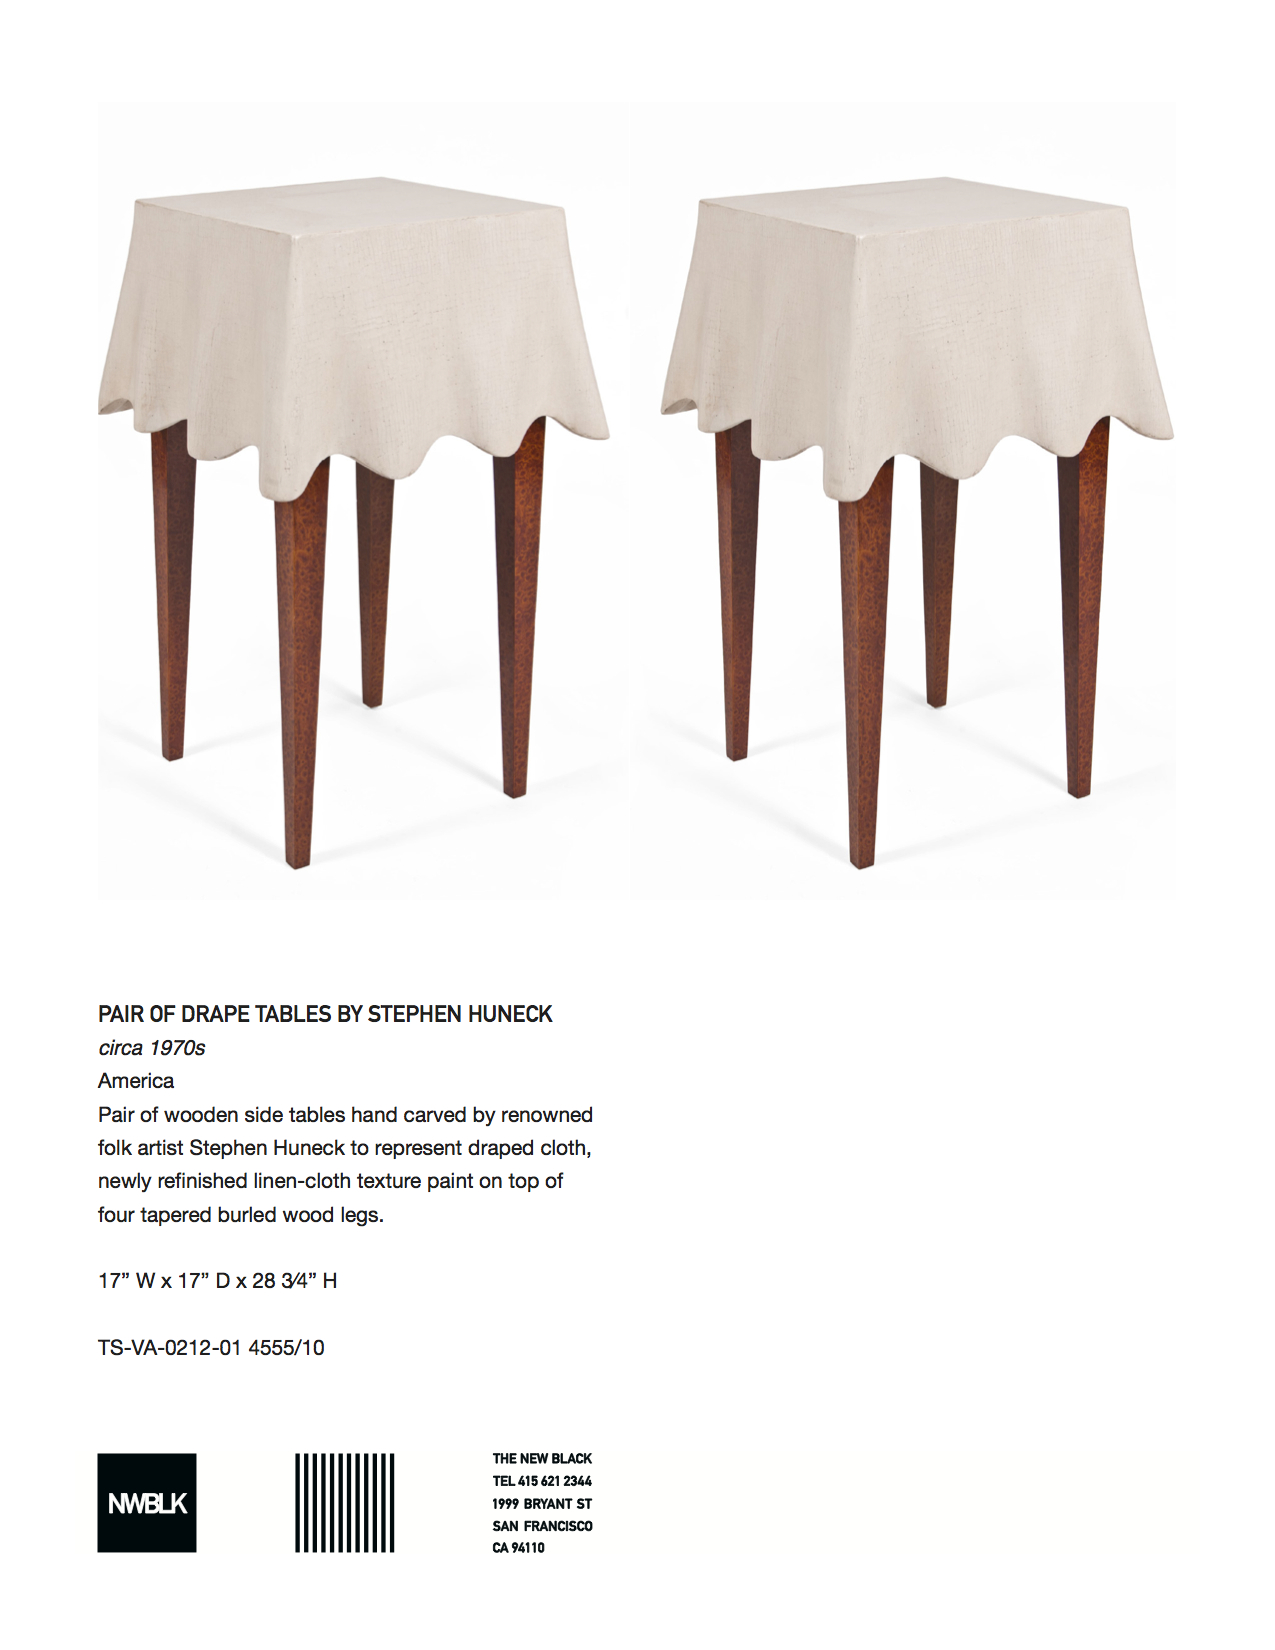 PAIR OF DRAPE TABLES BY STEPHEN HUNECK
circa 1970s
America
Pair of wooden side tables hand carved by renowned
folk artist Stephen Huneck to represent draped cloth,
newly refinished linen-cloth texture paint on top of
four tapered burled wood legs.
17” W x 17” D x 28 3⁄4” H
TS-VA-0212-01 4555/10
NWBLK
THE NEW BLACK
TEL 415 621 2344
1999 BRYANT ST
SAN FRANCISCO
CA 94110